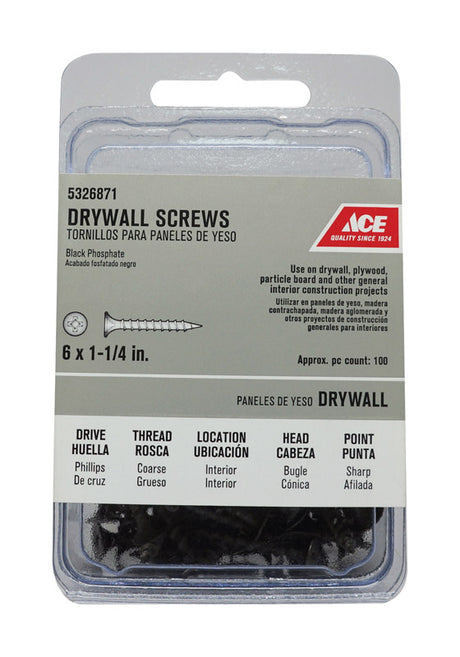 5326871
DRYWALL SCREWS
TORNILLOS PARA PANELES DE YESO
Black Phosphate
Acabado fosfatado negro
6 x 1-1/4 in.
ACE
QUALITY SINCE 1924
Use on drywall, plywood,
particle board and other general
interior construction projects
Utilizar en paneles de yeso, madera
contrachapada, madera aglomerada y
otros proyectos de construcción
generales para interiores
Approx. pc count: 100
PANELES DE YESO DRYWALL
DRIVE
HUELLA
Phillips
De cruz
THREAD
ROSCA
Coarse
Grueso
LOCATION
UBICACIÓN
Interior
Interior
HEAD
CABEZA
Bugle
Cónica
POINT
PUNTA
Sharp
Afilada